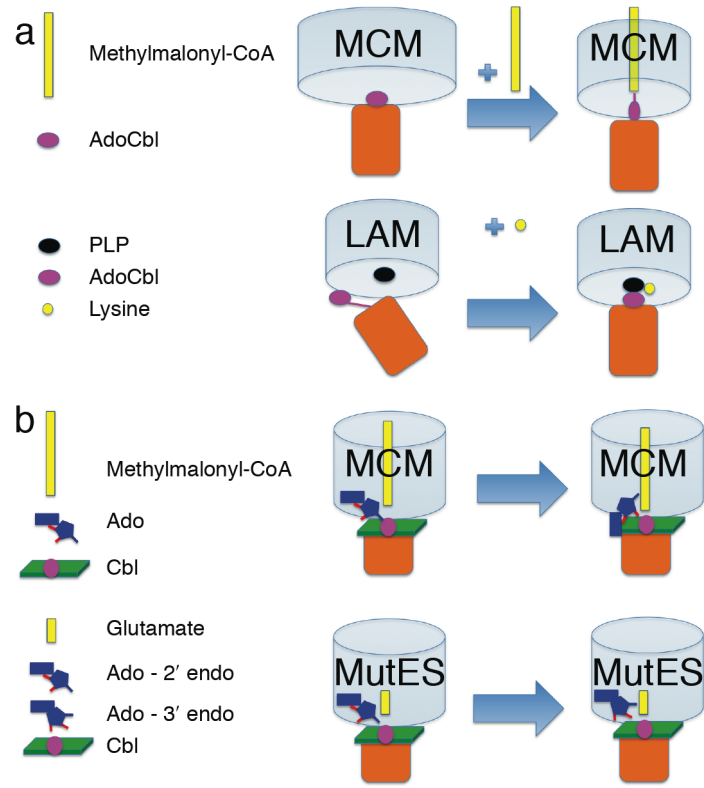 a
Methylmalonyl-CoA
MCM
MCM
AdoCbl
PLP
AdoCbl
Lysine
LAM
LAM
b
Methylmalonyl-CoA
MCM
MCM
Ado
Cbl
Glutamate
Ado - 2′ endo
Ado - 3′ endo
Cbl
MutES
MutES